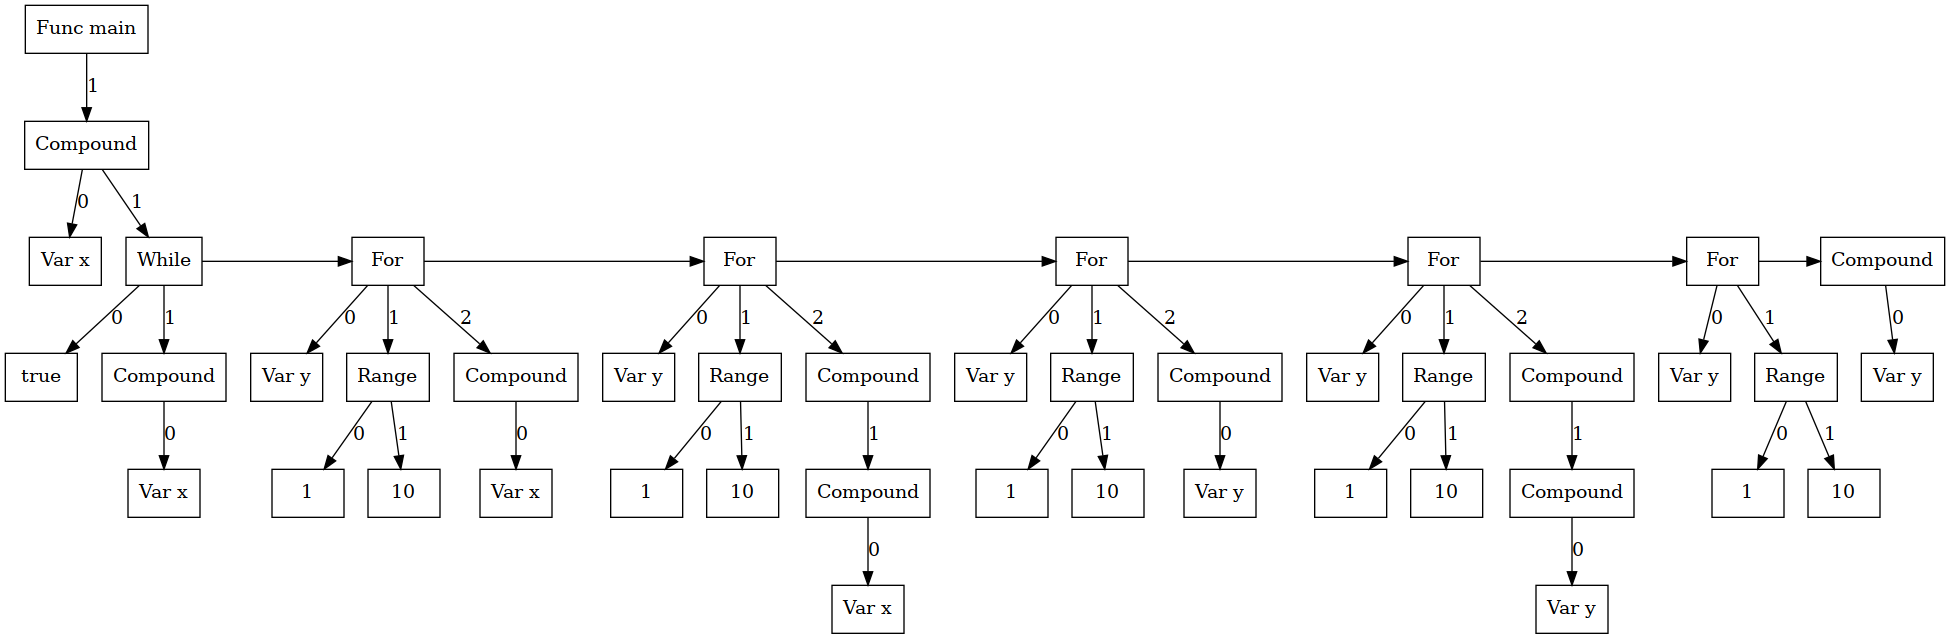 Func main
1
Compound
0 1
Var x While For For For For For Compound
0 1 0 1 2 0 1 2 0 1 2 0 1 2 0 1 0
true Compound Var y Range Compound Var y Range Compound Var y Range Compound Var y Range Compound Var y Range Var y
0 0 1 0 0 1 1 0 1 0 0 1 1 0 1
Var x 1 10 Var x 1 10 Compound 1 10 Var y 1 10 Compound 1 10
0 0
Var x Var y